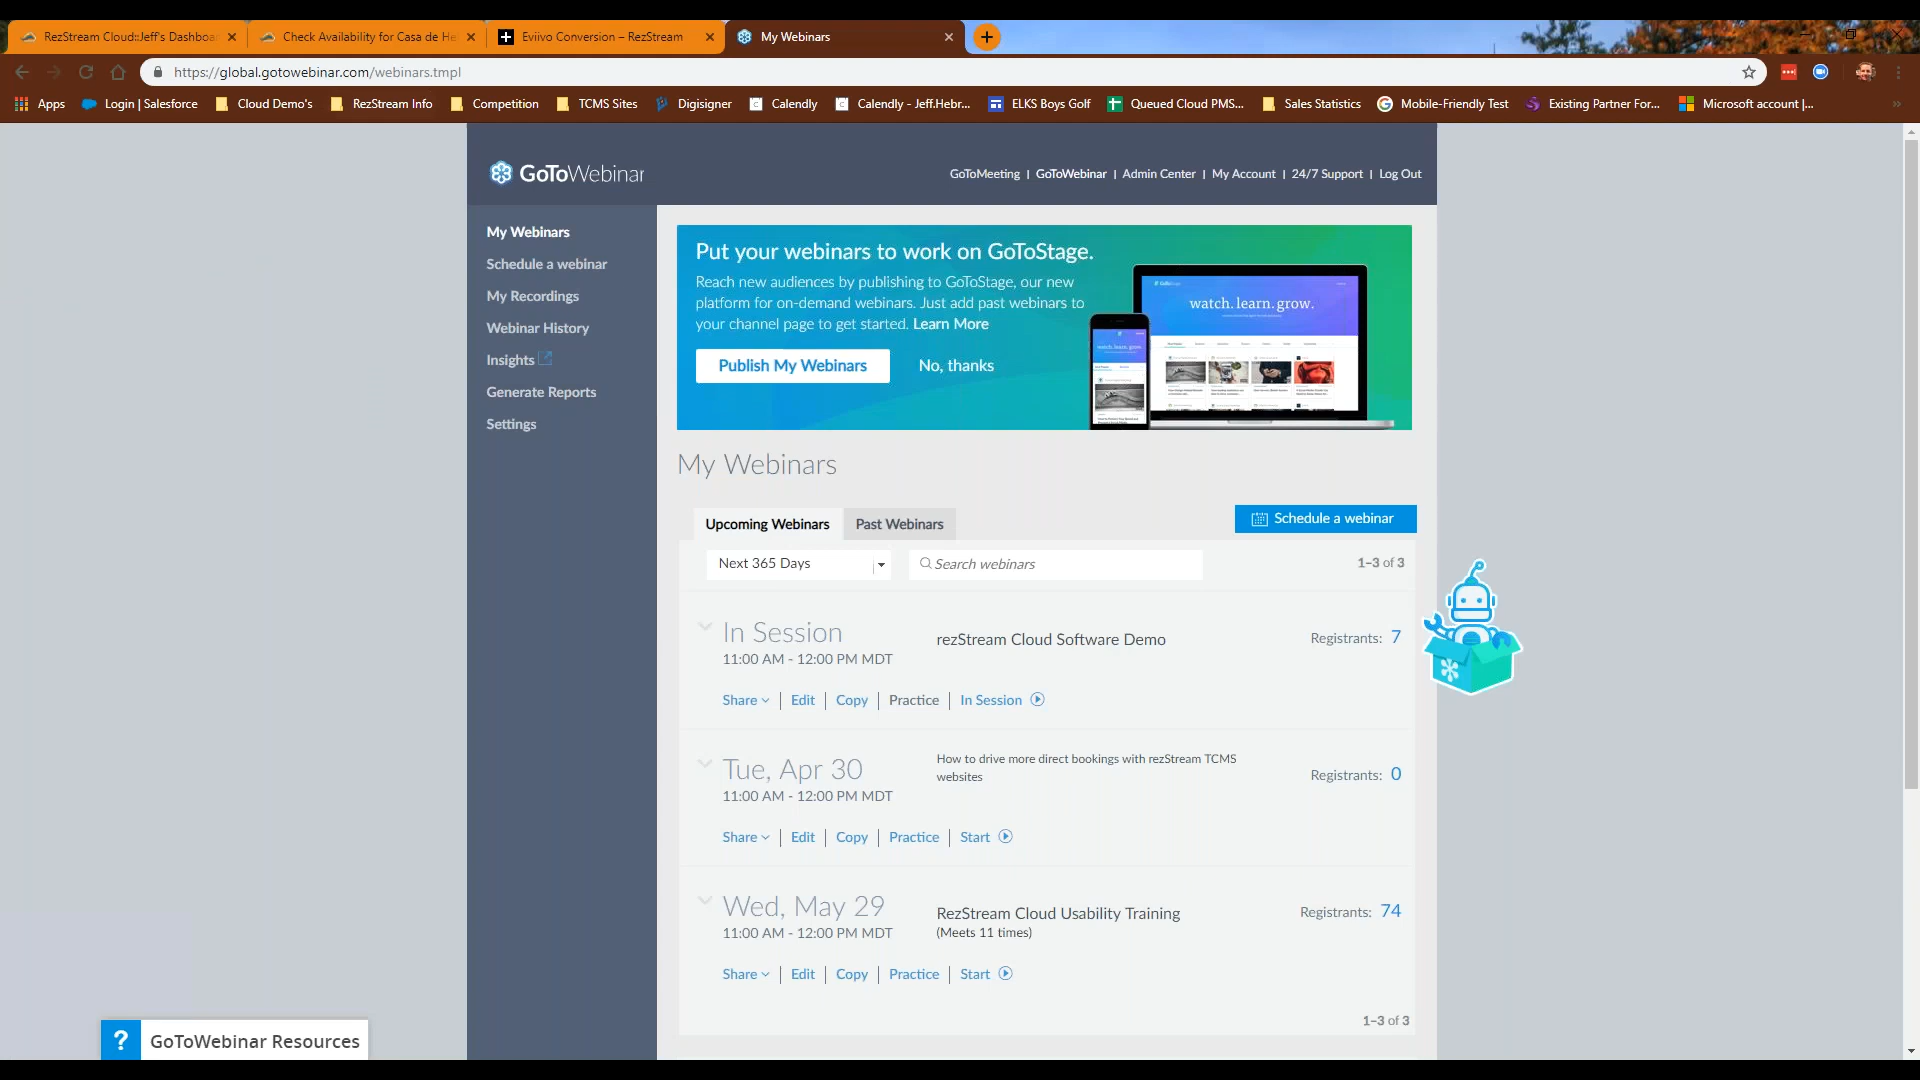 RezStream Cloud::Jeff's Dashboa
Check Availability for Casa de He
Eviivo Conversion – RezStream
My Webinars
https://global.gotowebinar.com/webinars.tmpl
Apps
Login | Salesforce
Cloud Demo's
RezStream Info
Competition
TCMS Sites
Digisigner
Calendly
Calendly - Jeff.Hebr...
ELKS Boys Golf
Queued Cloud PMS...
Sales Statistics
Mobile-Friendly Test
Existing Partner For...
Microsoft account |...
GoToWebinar
GoToMeeting | GoToWebinar | Admin Center | My Account | 24/7 Support | Log Out
My Webinars
Schedule a webinar
My Recordings
Webinar History
Insights
Generate Reports
Settings
Put your webinars to work on GoToStage.
Reach new audiences by publishing to GoToStage, our new
platform for on-demand webinars. Just add past webinars to
your channel page to get started. Learn More
Publish My Webinars
No, thanks
watch.learn.grow.
My Webinars
Upcoming Webinars
Past Webinars
Schedule a webinar
Next 365 Days
Search webinars
1–3 of 3
In Session
rezStream Cloud Software Demo
Registrants: 7
11:00 AM - 12:00 PM MDT
Share | Edit | Copy | Practice | In Session
Tue, Apr 30
How to drive more direct bookings with rezStream TCMS
websites
Registrants: 0
11:00 AM - 12:00 PM MDT
Share | Edit | Copy | Practice | Start
Wed, May 29
RezStream Cloud Usability Training
(Meets 11 times)
Registrants: 74
11:00 AM - 12:00 PM MDT
Share | Edit | Copy | Practice | Start
1–3 of 3
? GoToWebinar Resources